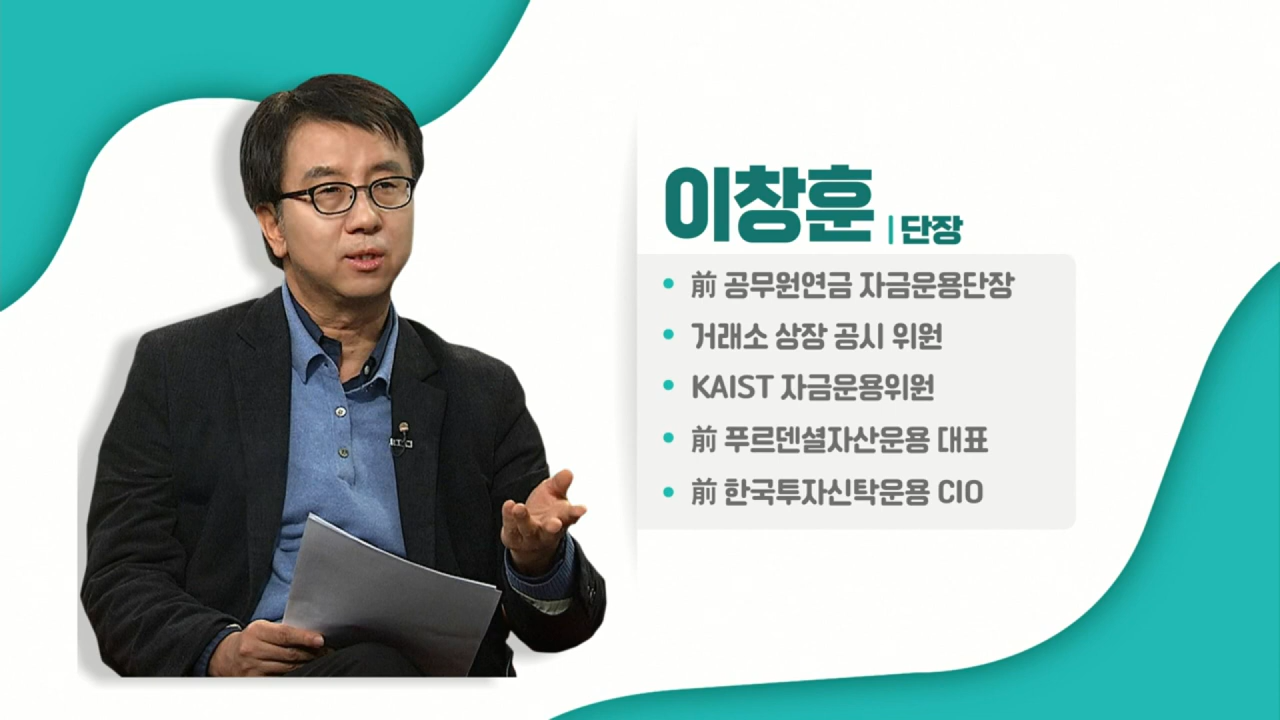 이창훈 | 단장
• 前 공무원연금 자금운용단장
• 거래소 상장 공시 위원
• KAIST 자금운용위원
• 前 푸르덴셜자산운용 대표
• 前 한국투자신탁운용 CIO